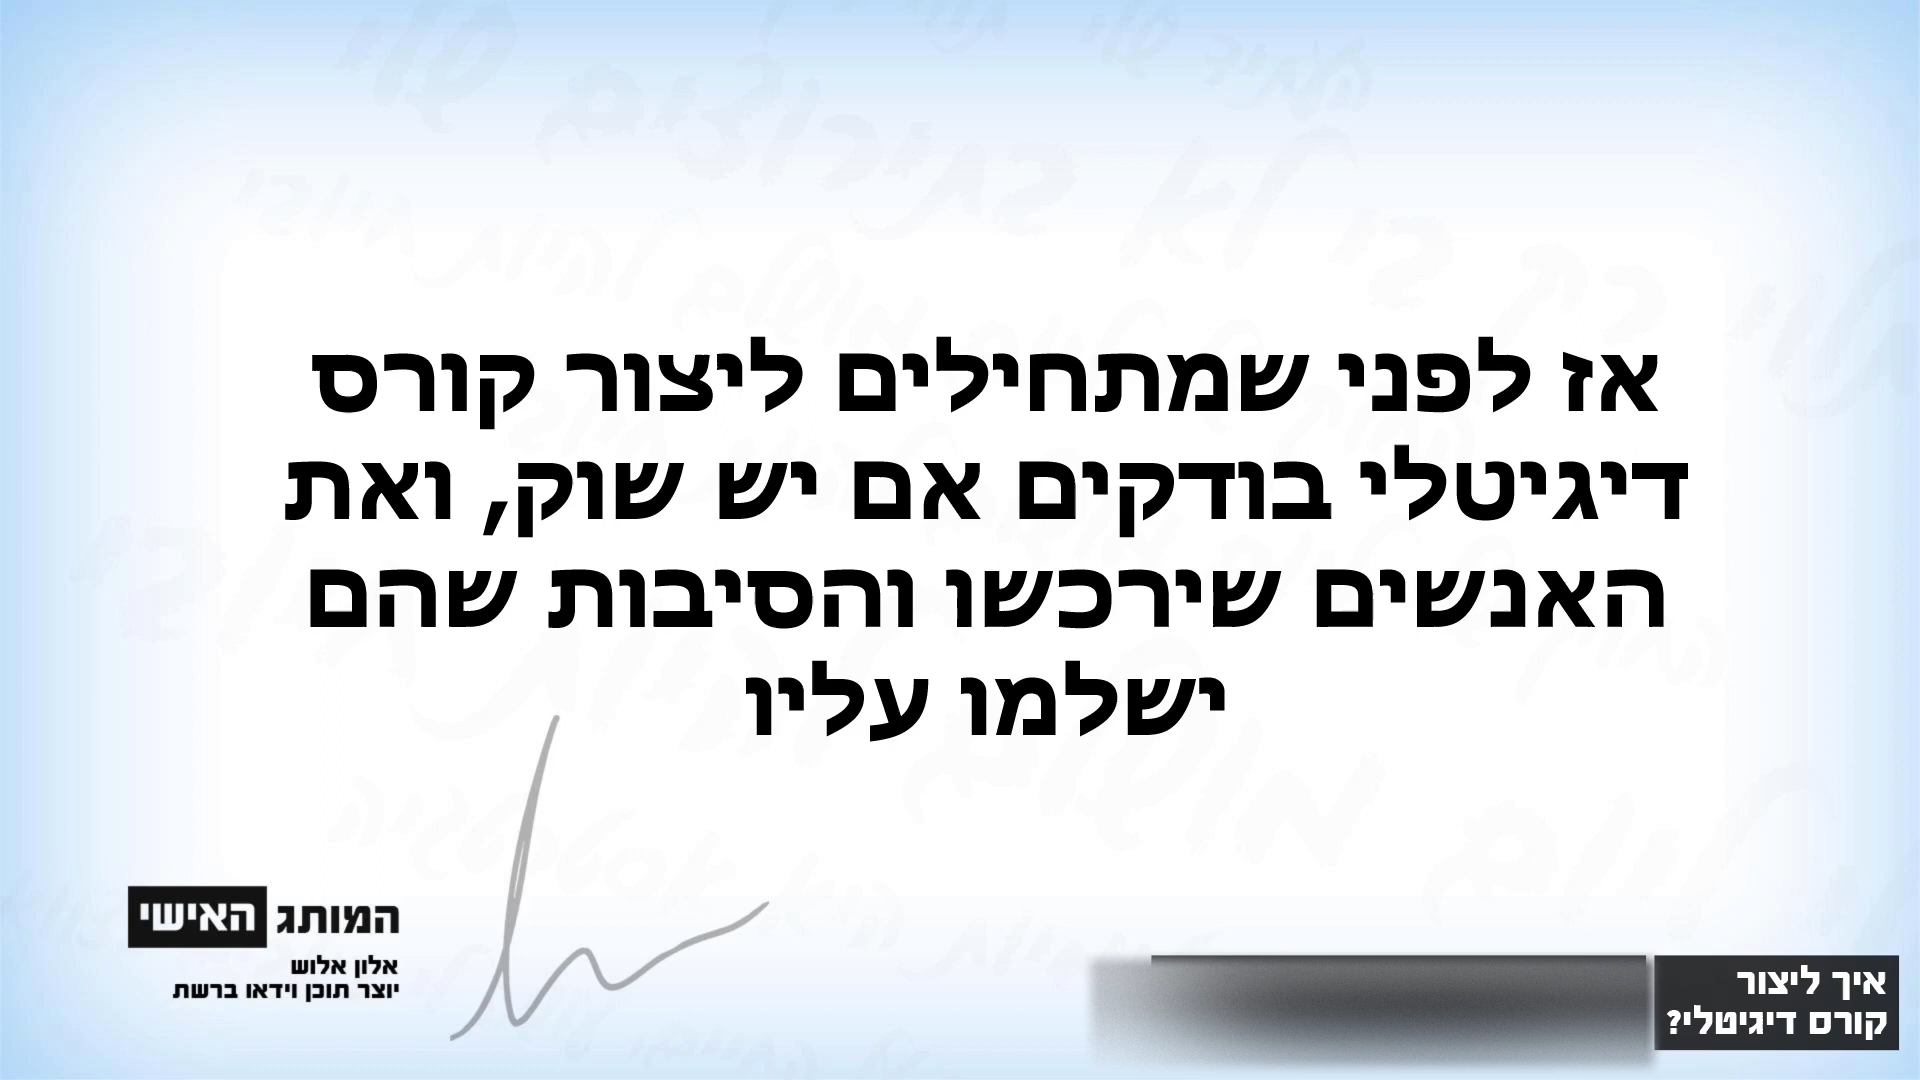 אז לפני שמתחילים ליצור קורס
דיגיטלי בודקים אם יש שוק, ואת
האנשים שירכשו והסיבות שהם
ישלמו עליו
המותג האישי
אלון אלוש
יוצר תוכן וידאו ברשת
איך ליצור
קורס דיגיטלי?